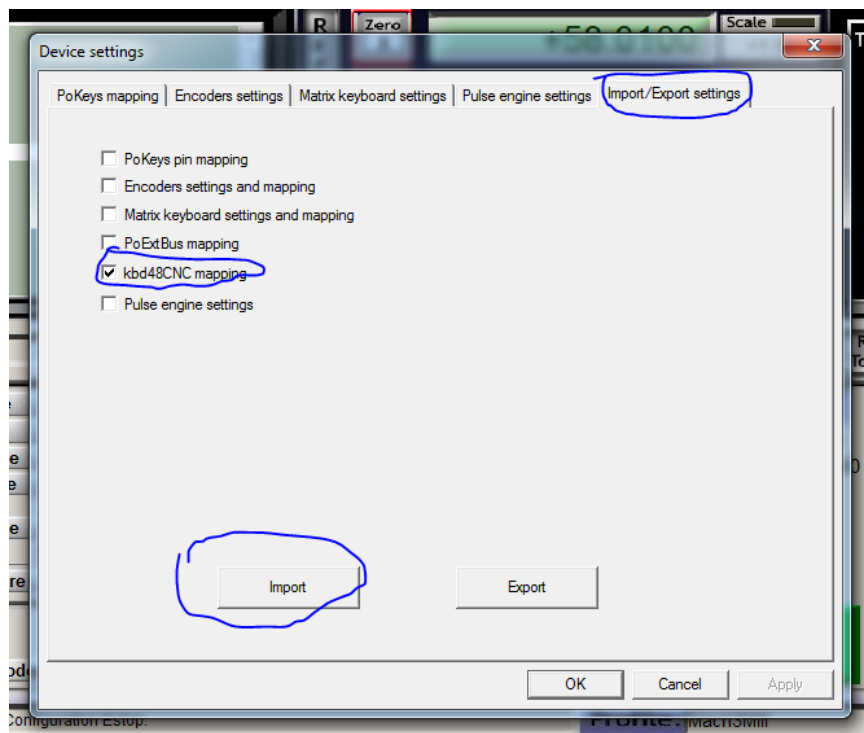 R
Zero
+58.0100
Scale
Device settings
PoKeys mapping
Encoders settings
Matrix keyboard settings
Pulse engine settings
Import/Export settings
PoKeys pin mapping
Encoders settings and mapping
Matrix keyboard settings and mapping
PoExtBus mapping
kbd48CNC mapping
Pulse engine settings
Import
Export
OK
Cancel
Apply
Configuration Estop.
Profile: Mach3Mill